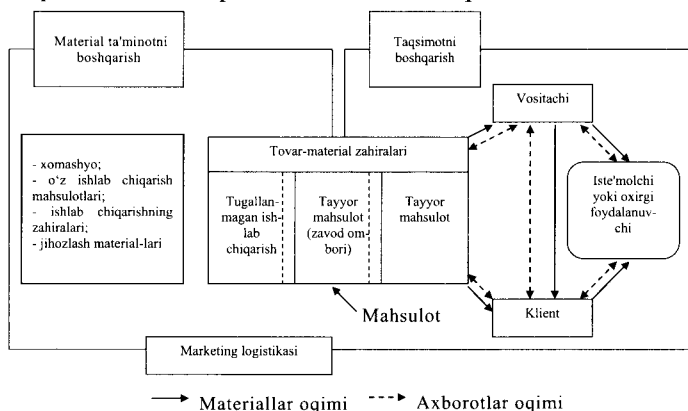 Material ta'minotni
boshqarish
Taqsimotni
boshqarish
Vositachi
- xomashyo;
- o‘z ishlab chiqarish
mahsulotlari;
- ishlab chiqarishning
zahiralari;
- jihozlash material-lari
Tovar-material zahiralari
Tugallan-
magan ish-
lab
chiqarish
Tayyor
mahsulot
(zavod om-
bori)
Tayyor
mahsulot
Iste'molchi
yoki oxirgi
foydalanuv-
chi
Mahsulot
Klient
Marketing logistikasi
Materiallar oqimi
Axborotlar oqimi